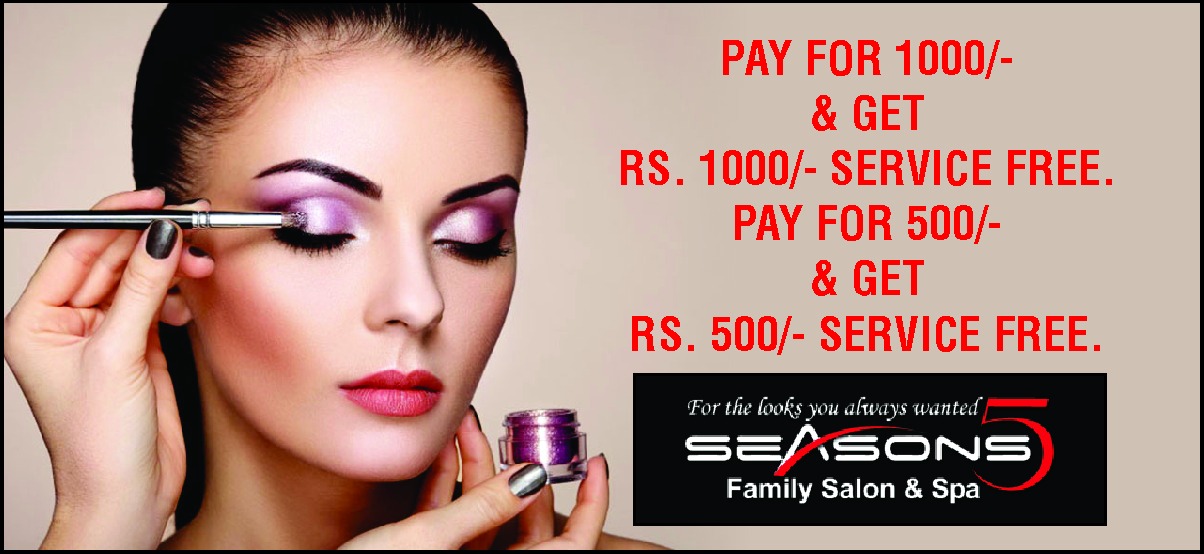 PAY FOR 1000/-
& GET
RS. 1000/- SERVICE FREE.
PAY FOR 500/-
& GET
RS. 500/- SERVICE FREE.
For the looks you always wanted
SEASONS 5
Family Salon & Spa